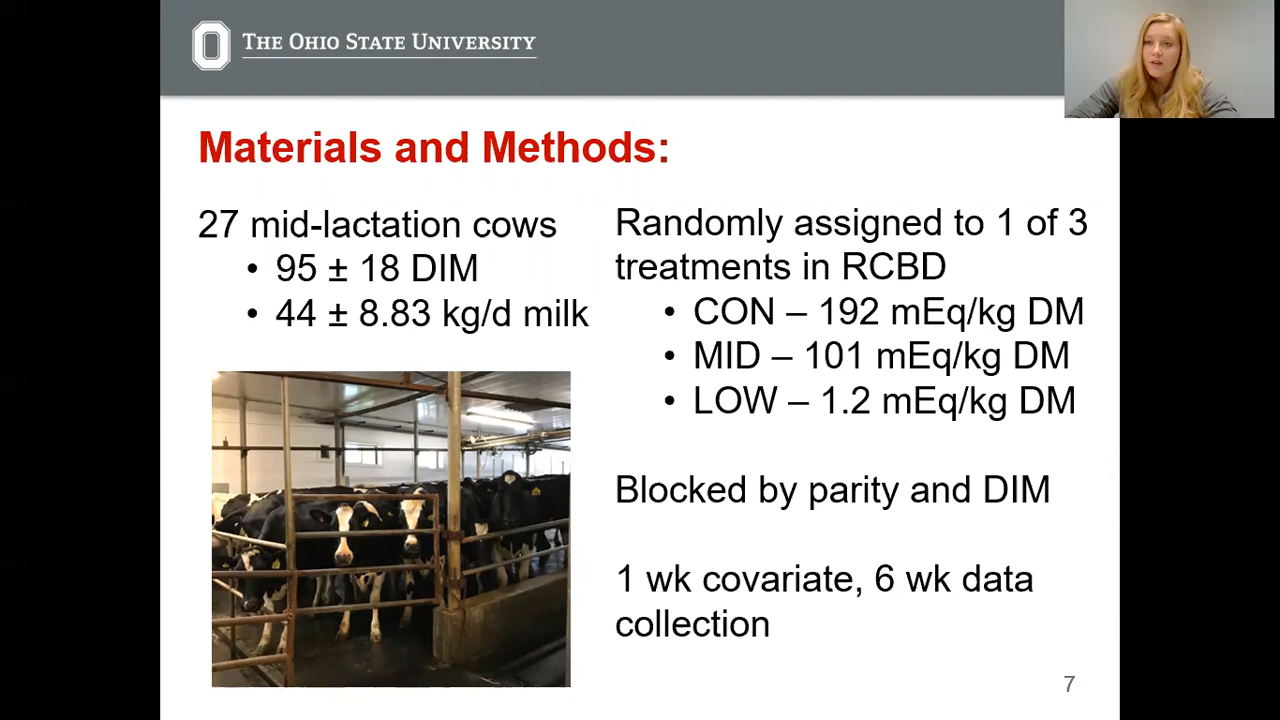 THE OHIO STATE UNIVERSITY
Materials and Methods:
27 mid-lactation cows
• 95 ± 18 DIM
• 44 ± 8.83 kg/d milk
Randomly assigned to 1 of 3
treatments in RCBD
• CON – 192 mEq/kg DM
• MID – 101 mEq/kg DM
• LOW – 1.2 mEq/kg DM
Blocked by parity and DIM
1 wk covariate, 6 wk data
collection
7